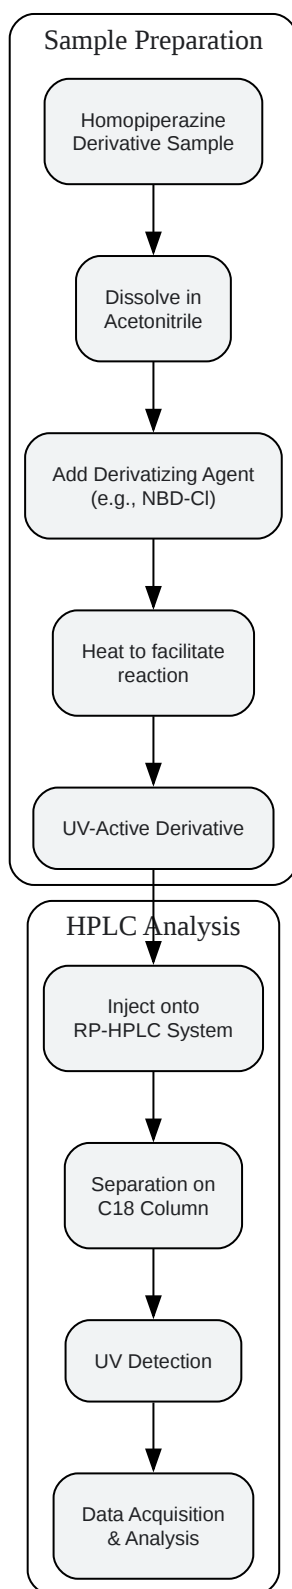 Sample Preparation
Homopiperazine
Derivative Sample
Dissolve in
Acetonitrile
Add Derivatizing Agent
(e.g., NBD-Cl)
Heat to facilitate
reaction
UV-Active Derivative
HPLC Analysis
Inject onto
RP-HPLC System
Separation on
C18 Column
UV Detection
Data Acquisition
& Analysis